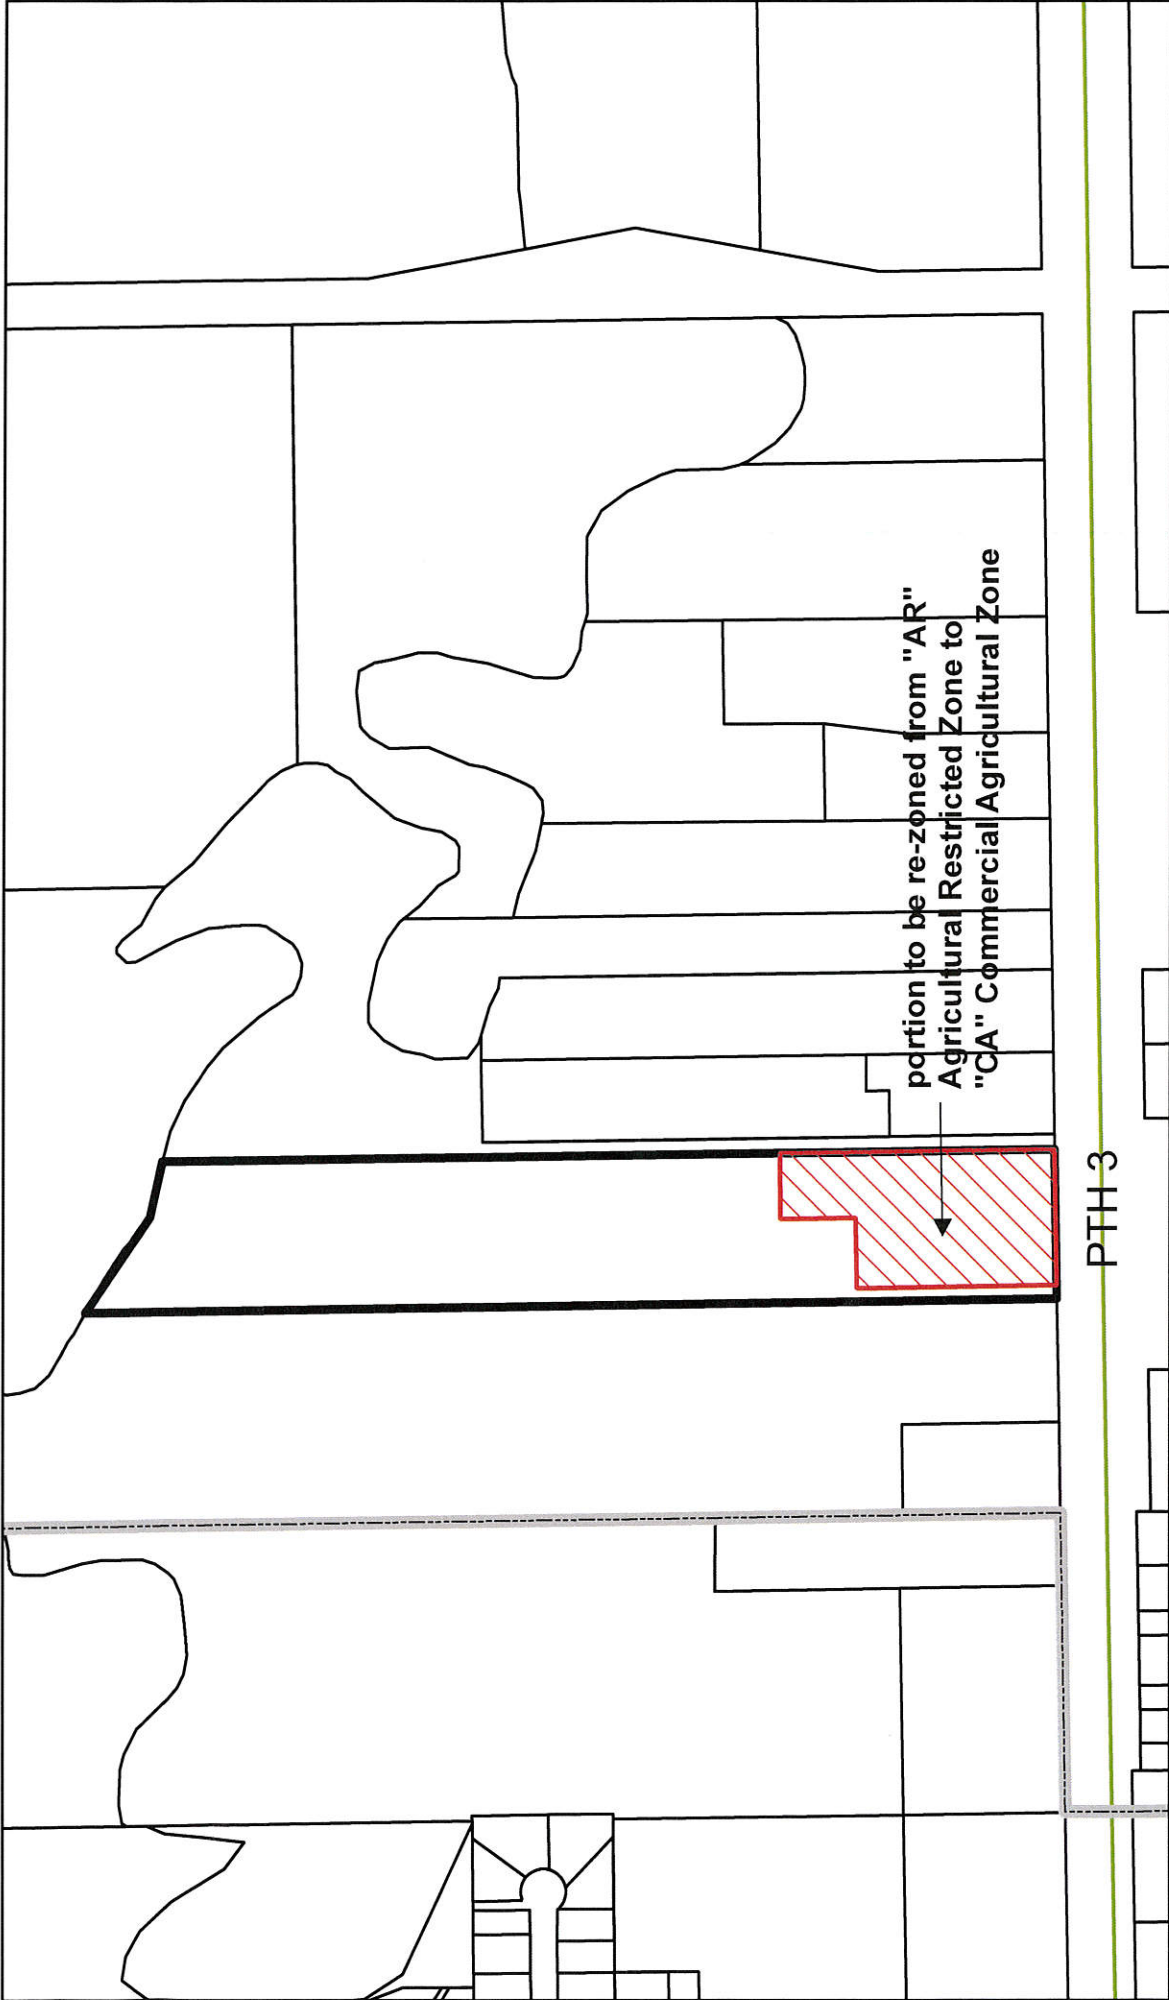 portion to be re-zoned from "AR"
Agricultural Restricted Zone to
"CA" Commercial Agricultural Zone
PTH 3